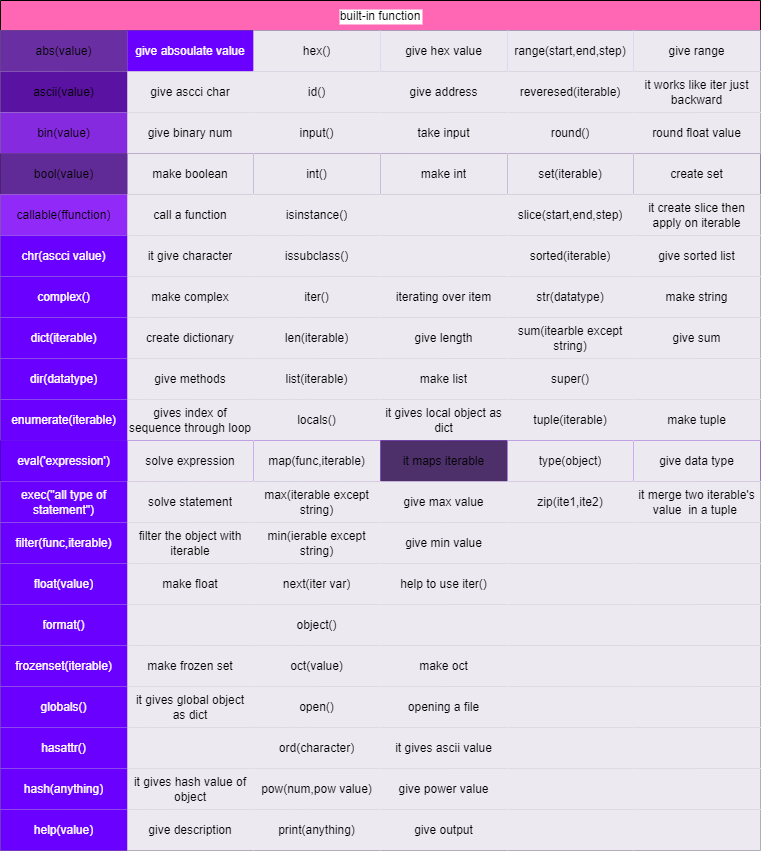 built-in function
abs(value) give absoulate value hex() give hex value range(start,end,step) give range
ascii(value) give ascci char id() give address reveresed(iterable) it works like iter just
backward
bin(value) give binary num input() take input round() round float value
bool(value) make boolean int() make int set(iterable) create set
callable(ffunction) call a function isinstance() slice(start,end,step) it create slice then
apply on iterable
chr(ascci value) it give character issubclass() sorted(iterable) give sorted list
complex() make complex iter() iterating over item str(datatype) make string
dict(iterable) create dictionary len(iterable) give length sum(itearble except
string) give sum
dir(datatype) give methods list(iterable) make list super()
enumerate(iterable) gives index of
sequence through loop locals() it gives local object as
dict tuple(iterable) make tuple
eval('expression') solve expression map(func,iterable) it maps iterable type(object) give data type
exec("all type of
statement") solve statement max(iterable except
string) give max value zip(ite1,ite2) it merge two iterable's
value in a tuple
filter(func,iterable) filter the object with
iterable min(ierable except
string) give min value
float(value) make float next(iter var) help to use iter()
format() object()
frozenset(iterable) make frozen set oct(value) make oct
globals() it gives global object
as dict open() opening a file
hasattr() ord(character) it gives ascii value
hash(anything) it gives hash value of
object pow(num,pow value) give power value
help(value) give description print(anything) give output